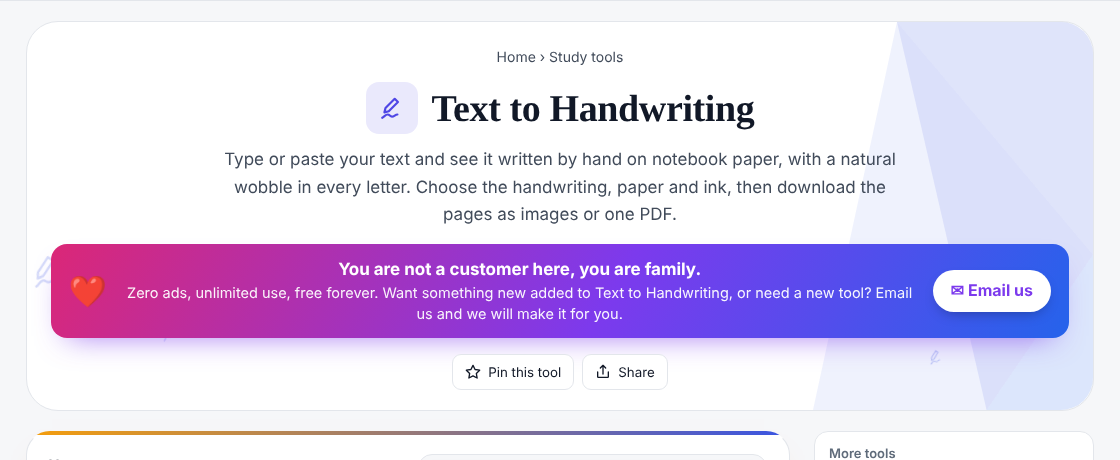 Home › Study tools
Text to Handwriting
Type or paste your text and see it written by hand on notebook paper, with a natural
wobble in every letter. Choose the handwriting, paper and ink, then download the
pages as images or one PDF.
You are not a customer here, you are family.
Zero ads, unlimited use, free forever. Want something new added to Text to Handwriting, or need a new tool? Email
us and we will make it for you.
✉ Email us
Pin this tool
Share
More tools